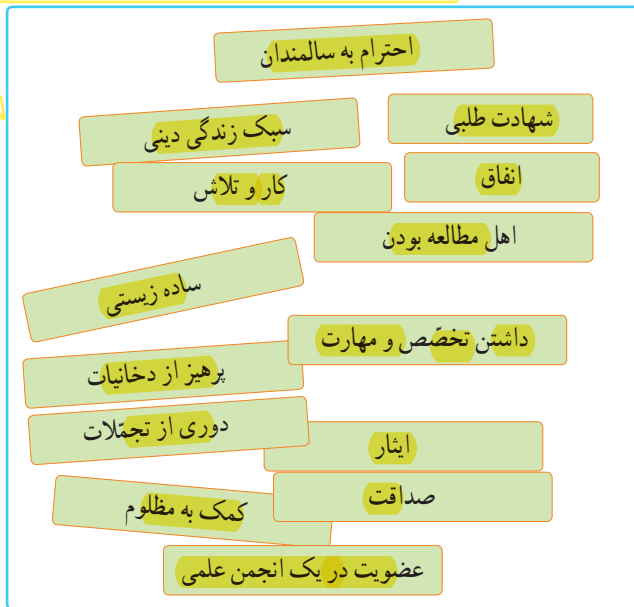 احترام به سالمندان
شهادت طلبی
سبک زندگی دینی
انفاق
کار و تلاش
اهل مطالعه بودن
ساده زیستی
داشتن تخصّص و مهارت
پرهیز از دخانیات
دوری از تجمّلات
ایثار
صداقت
کمک به مظلوم
عضویت در یک انجمن علمی